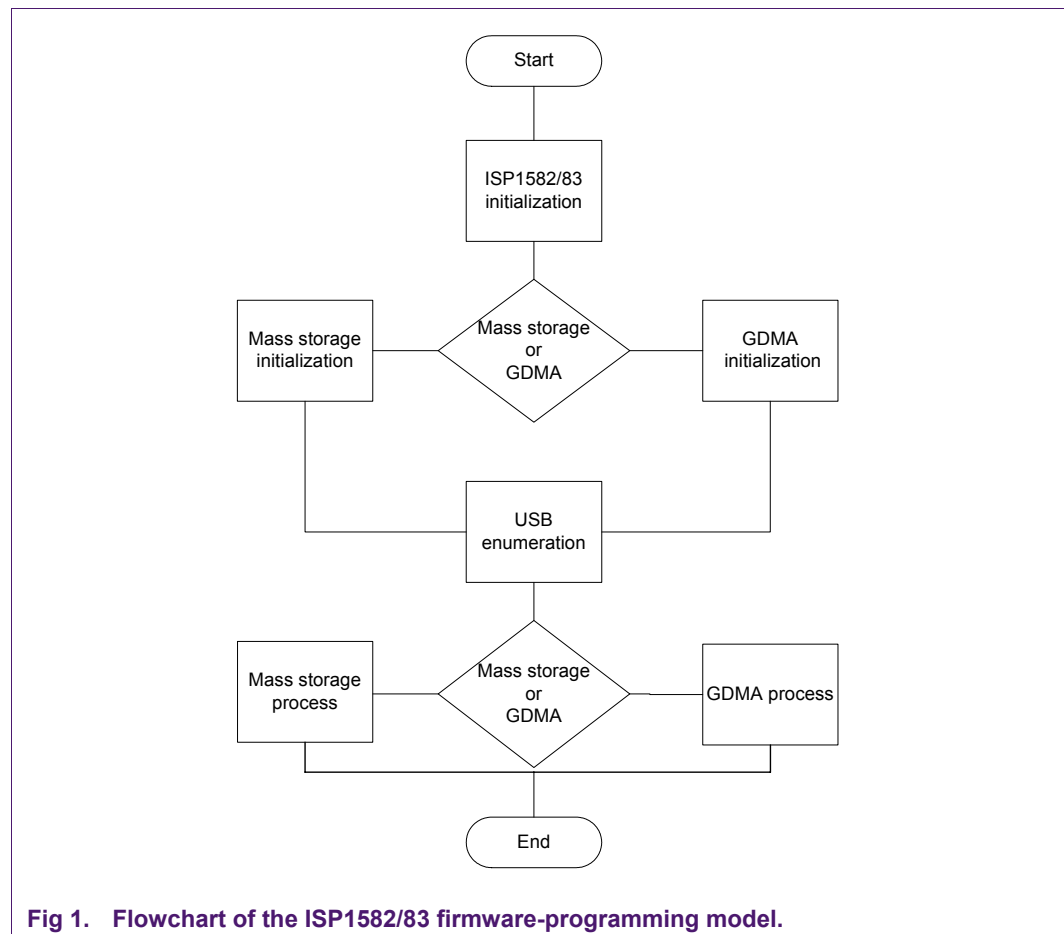 Start
ISP1582/83
initialization
Mass storage
or
GDMA
Mass storage
initialization
GDMA
initialization
USB
enumeration
Mass storage
or
GDMA
Mass storage
process
GDMA process
End
Fig 1. Flowchart of the ISP1582/83 firmware-programming model.